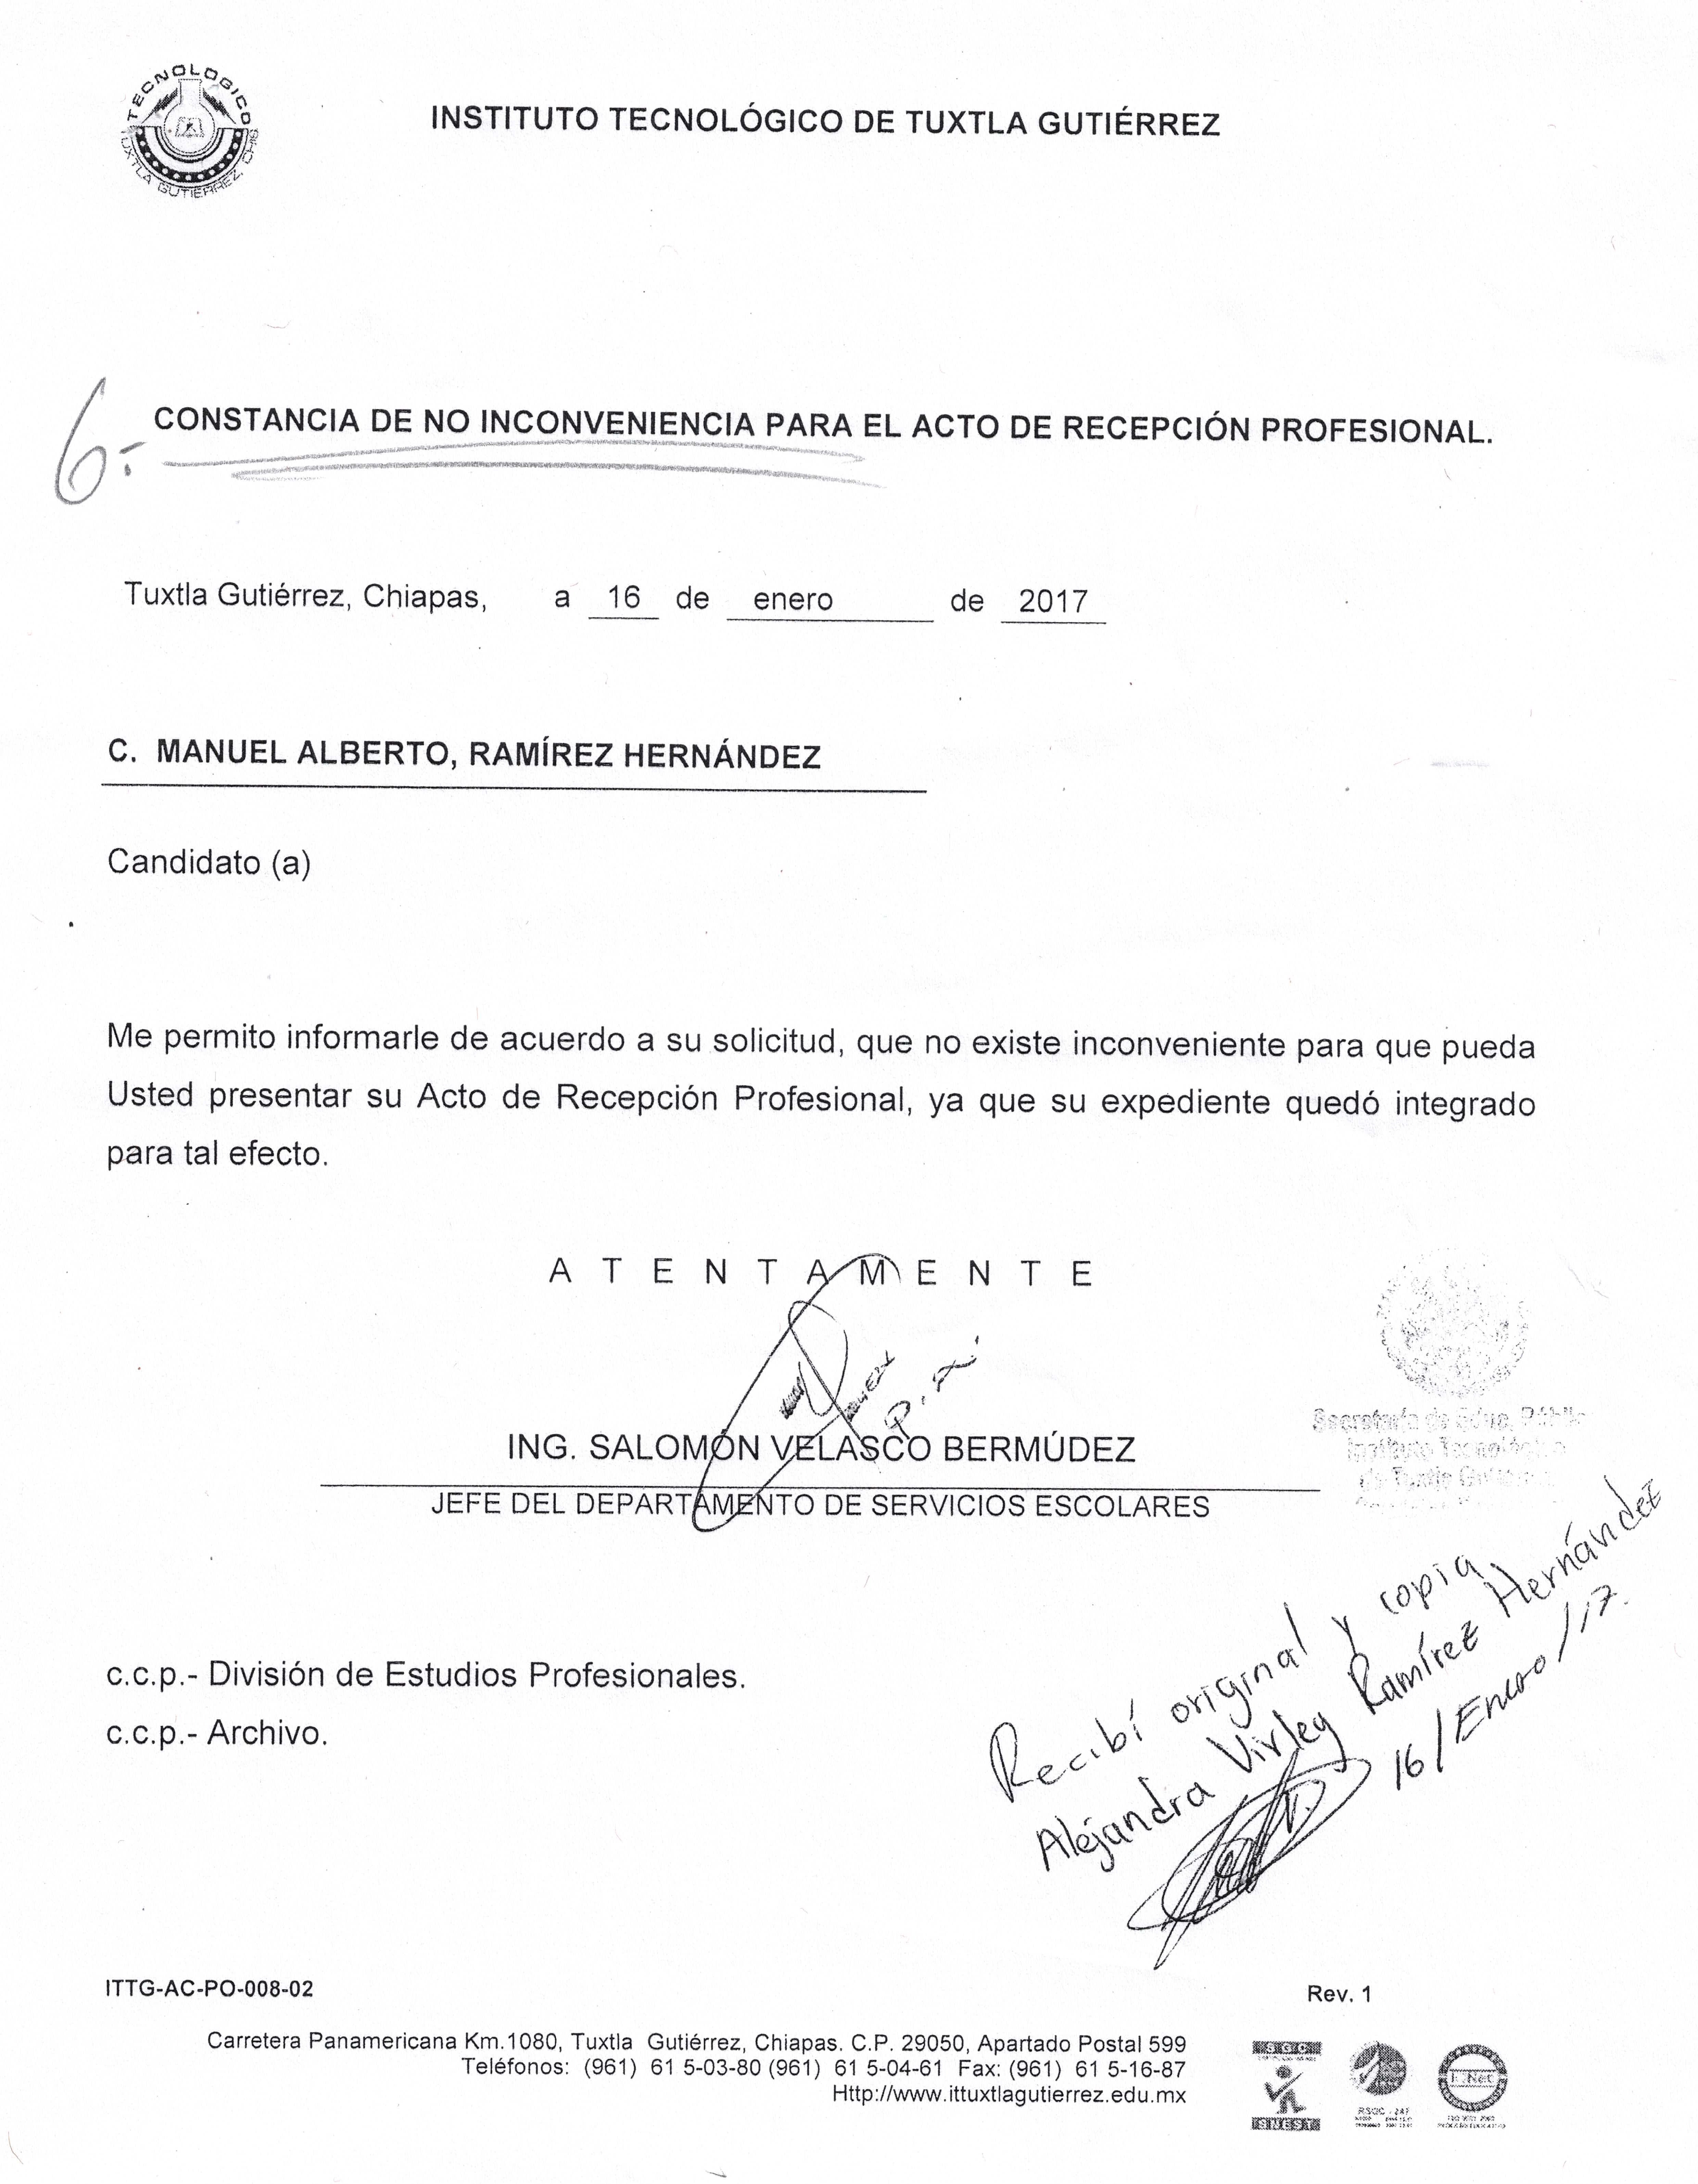 TECNOLOGICO
TUXTLA GUTIERREZ, CHIS
INSTITUTO TECNOLÓGICO DE TUXTLA GUTIÉRREZ
6.-
CONSTANCIA DE NO INCONVENIENCIA PARA EL ACTO DE RECEPCIÓN PROFESIONAL.
Tuxtla Gutiérrez, Chiapas, a 16 de enero de 2017
C. MANUEL ALBERTO, RAMÍREZ HERNÁNDEZ
Candidato (a)
Me permito informarle de acuerdo a su solicitud, que no existe inconveniente para que pueda
Usted presentar su Acto de Recepción Profesional, ya que su expediente quedó integrado
para tal efecto.
A T E N T A M E N T E
ING. SALOMÓN VELASCO BERMÚDEZ
JEFE DEL DEPARTAMENTO DE SERVICIOS ESCOLARES
Secretaría de Educ. Públic
Instituto Tecnológico
de Tuxtla
Recibí original y copia
Alejandra Virley Ramírez Hernández
16/Enero/17.
c.c.p.- División de Estudios Profesionales.
c.c.p.- Archivo.
ITTG-AC-PO-008-02
Rev. 1
Carretera Panamericana Km.1080, Tuxtla Gutiérrez, Chiapas. C.P. 29050, Apartado Postal 599
Teléfonos: (961) 61 5-03-80 (961) 61 5-04-61 Fax: (961) 61 5-16-87
Http://www.ittuxtlagutierrez.edu.mx
SGC
SNEST
RSGC - 247